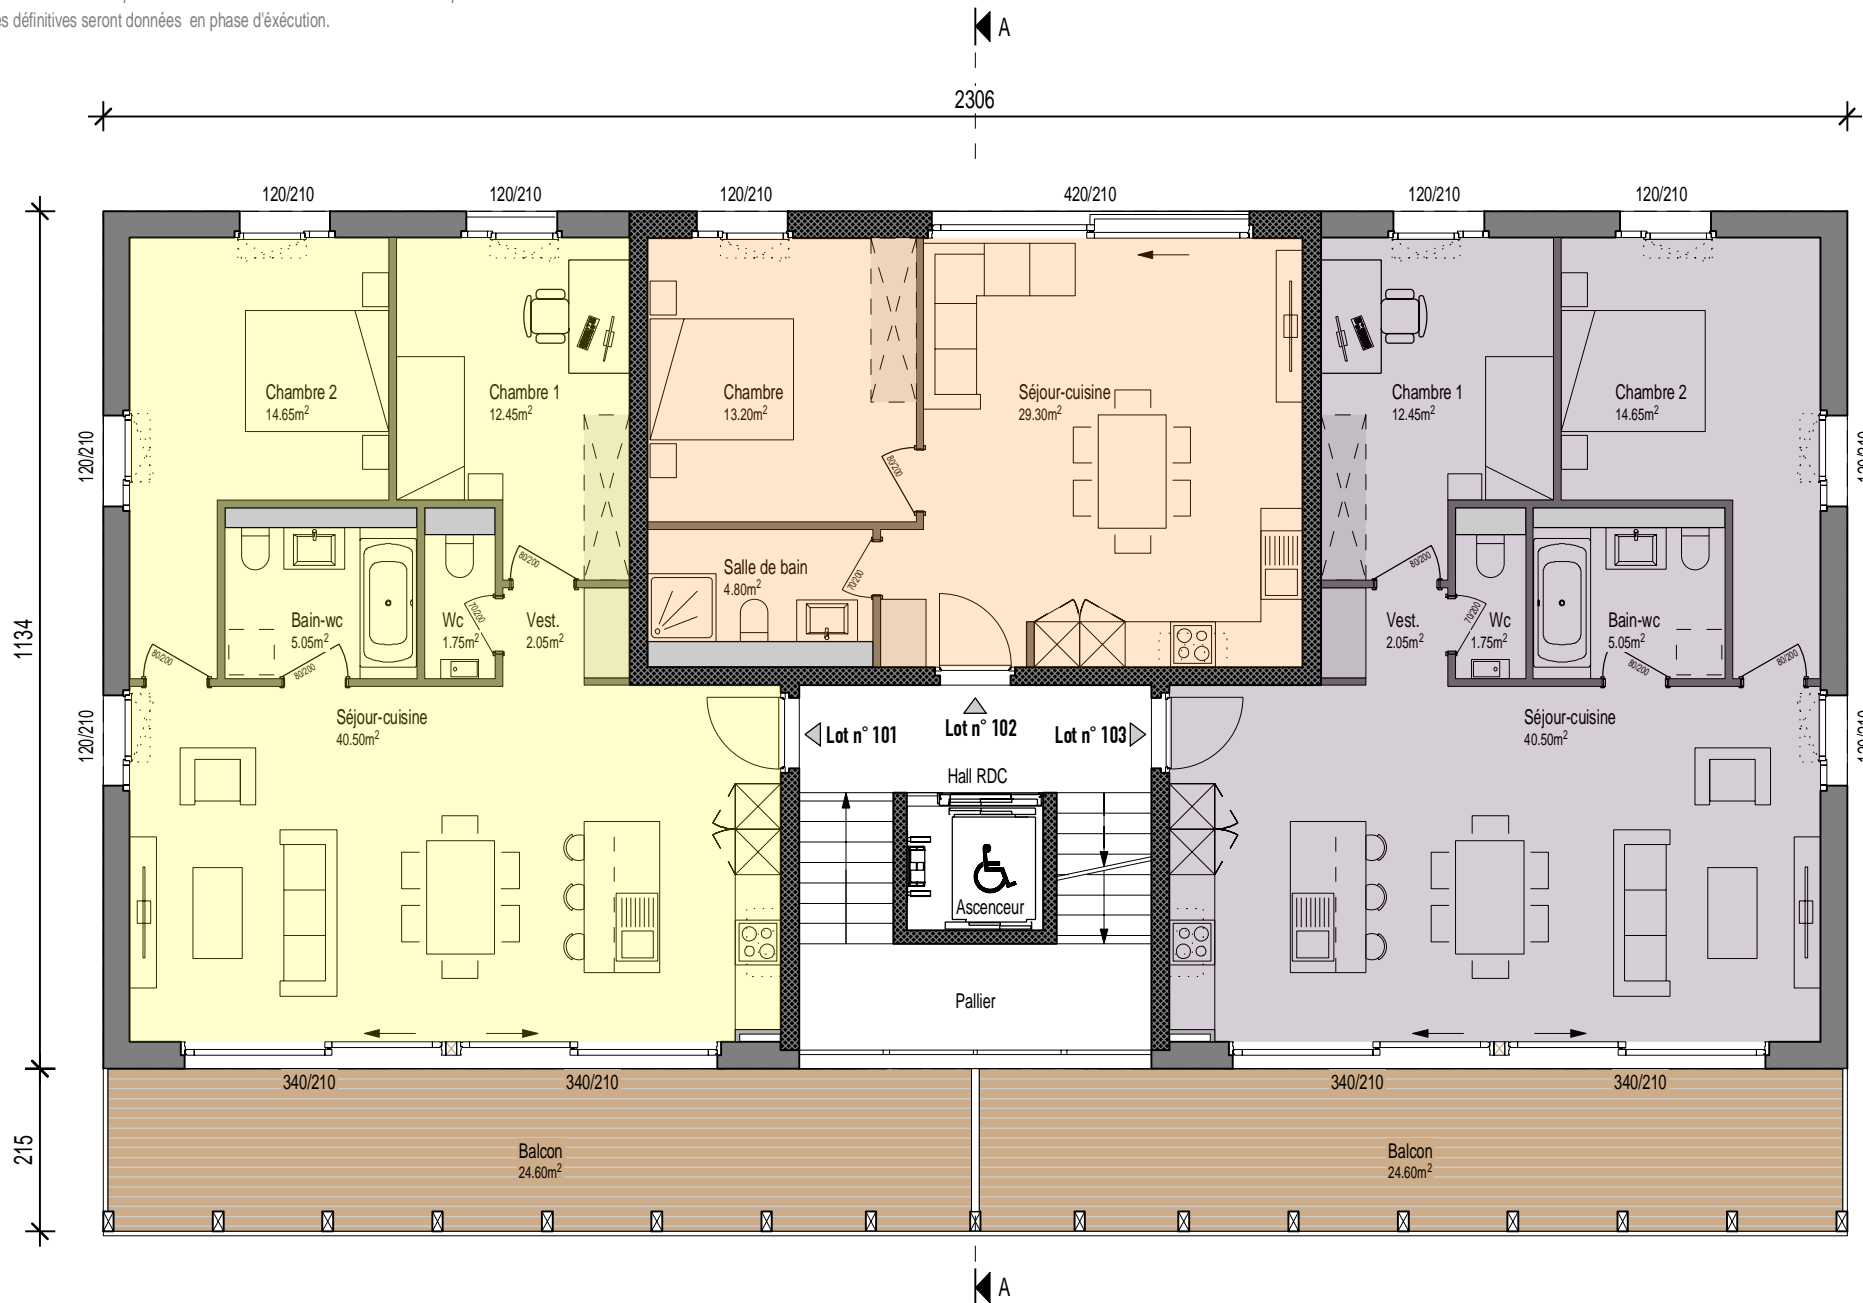 es définitives seront données en phase d'éxécution.
A
2306
120/210
120/210
120/210
420/210
120/210
120/210
1134
215
120/210
120/210
120/210
120/210
Chambre 2
14.65m²
Chambre 1
12.45m²
Chambre
13.20m²
Séjour-cuisine
29.30m²
Chambre 1
12.45m²
Chambre 2
14.65m²
80/200
80/200
Salle de bain
4.80m²
70/200
80/200
Bain-wc
5.05m²
Wc
1.75m²
70/200
Vest.
2.05m²
Vest.
2.05m²
70/200
Wc
1.75m²
Bain-wc
5.05m²
80/200
80/200
80/200
80/200
Séjour-cuisine
40.50m²
Lot n° 101
Lot n° 102
Lot n° 103
Séjour-cuisine
40.50m²
Hall RDC
Ascenceur
Pallier
340/210
340/210
340/210
340/210
Balcon
24.60m²
Balcon
24.60m²
A